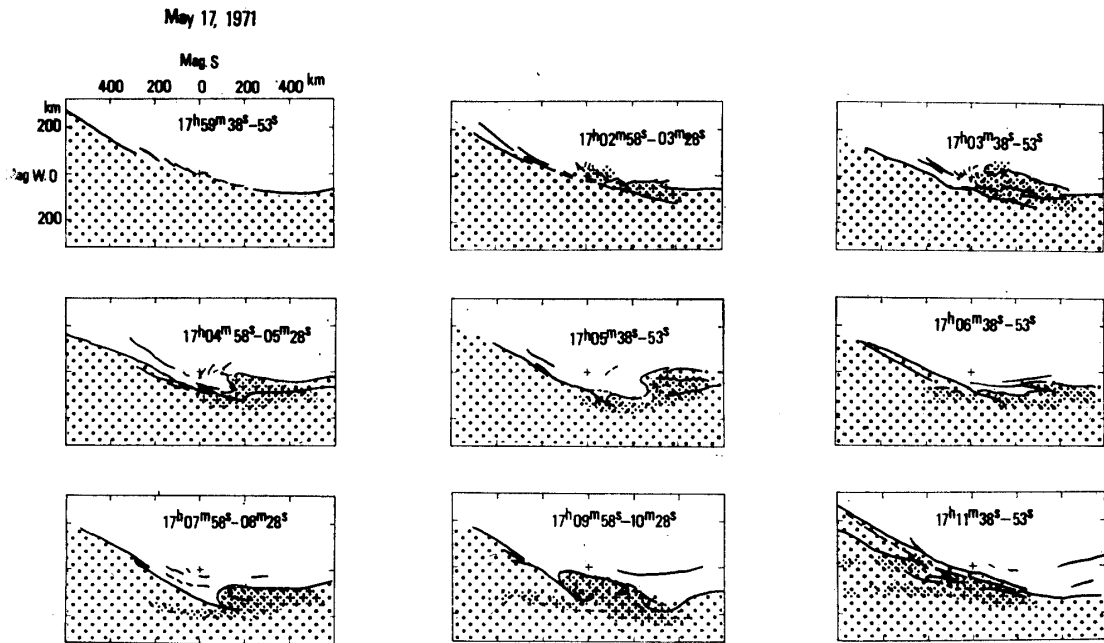 May 17, 1971
Mag. S
400 200 0 200 400 km
km
200
Mag W. 0
200
17ʰ59ᵐ38ˢ–53ˢ
17ʰ02ᵐ58ˢ–03ᵐ28ˢ
17ʰ03ᵐ38ˢ–53ˢ
17ʰ04ᵐ58ˢ–05ᵐ28ˢ
17ʰ05ᵐ38ˢ–53ˢ
17ʰ06ᵐ38ˢ–53ˢ
17ʰ07ᵐ58ˢ–08ᵐ28ˢ
17ʰ09ᵐ58ˢ–10ᵐ28ˢ
17ʰ11ᵐ38ˢ–53ˢ